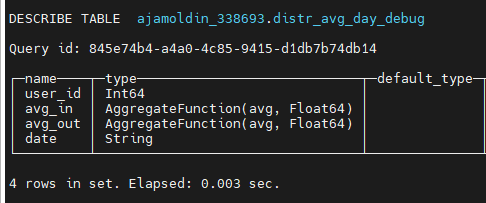 DESCRIBE TABLE ajamoldin_338693.distr_avg_day_debug
Query id: 845e74b4-a4a0-4c85-9415-d1db7b74db14
name type default_type
user_id Int64
avg_in AggregateFunction(avg, Float64)
avg_out AggregateFunction(avg, Float64)
date String
4 rows in set. Elapsed: 0.003 sec.